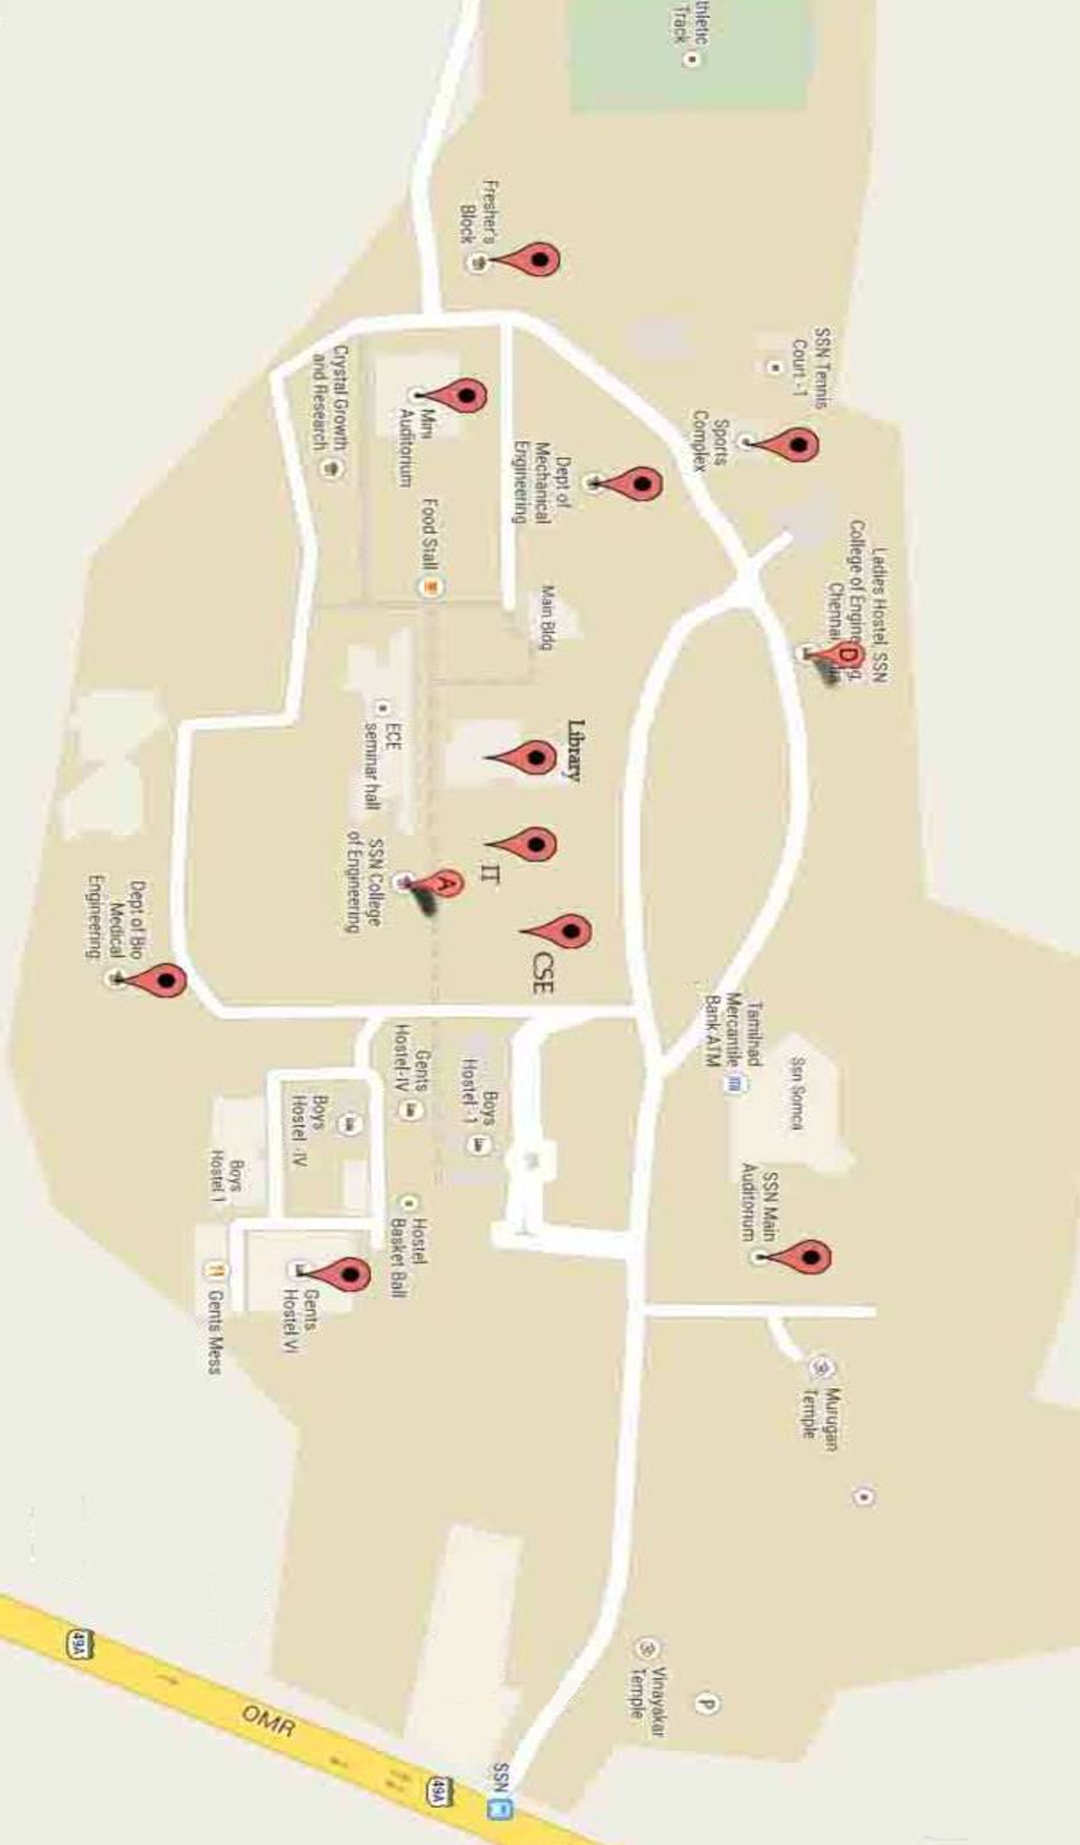 thletic
Track
Fresher's
Block
SSN Tennis
Court -1
Sports
Complex
Crystal Growth
and Research
Mini
Auditorium
Dept of
Mechanical
Engineering
Food Stall
Main Bldg
Ladies Hostel, SSN
College of Engine
g.
Chennai
D
Library
ECE
seminar hall
IT
SSN College
of Engineering
A
CSE
Dept of Bio
Medical
Engineering
Tamilnad
Mercantile
Bank ATM
Ssn Somca
Gents
Hostel-IV
Boys
Hostel -1
Boys
Hostel -IV
Boys
Hostel 1
SSN Main
Auditorium
Hostel
Basket Ball
Gents
Hostel VI
Gents Mess
Murugan
Temple
Vinayakar
Temple
P
49A
OMR
49A
SSN